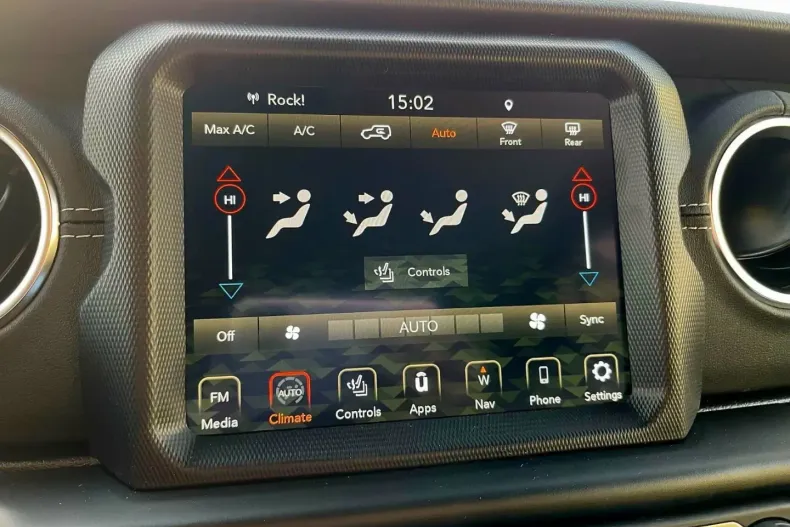 Rock! 15:02
Max A/C A/C Auto Front Rear
HI HI
Controls
Off AUTO Sync
FM AUTO ū W
Media Climate Controls Apps Nav Phone Settings